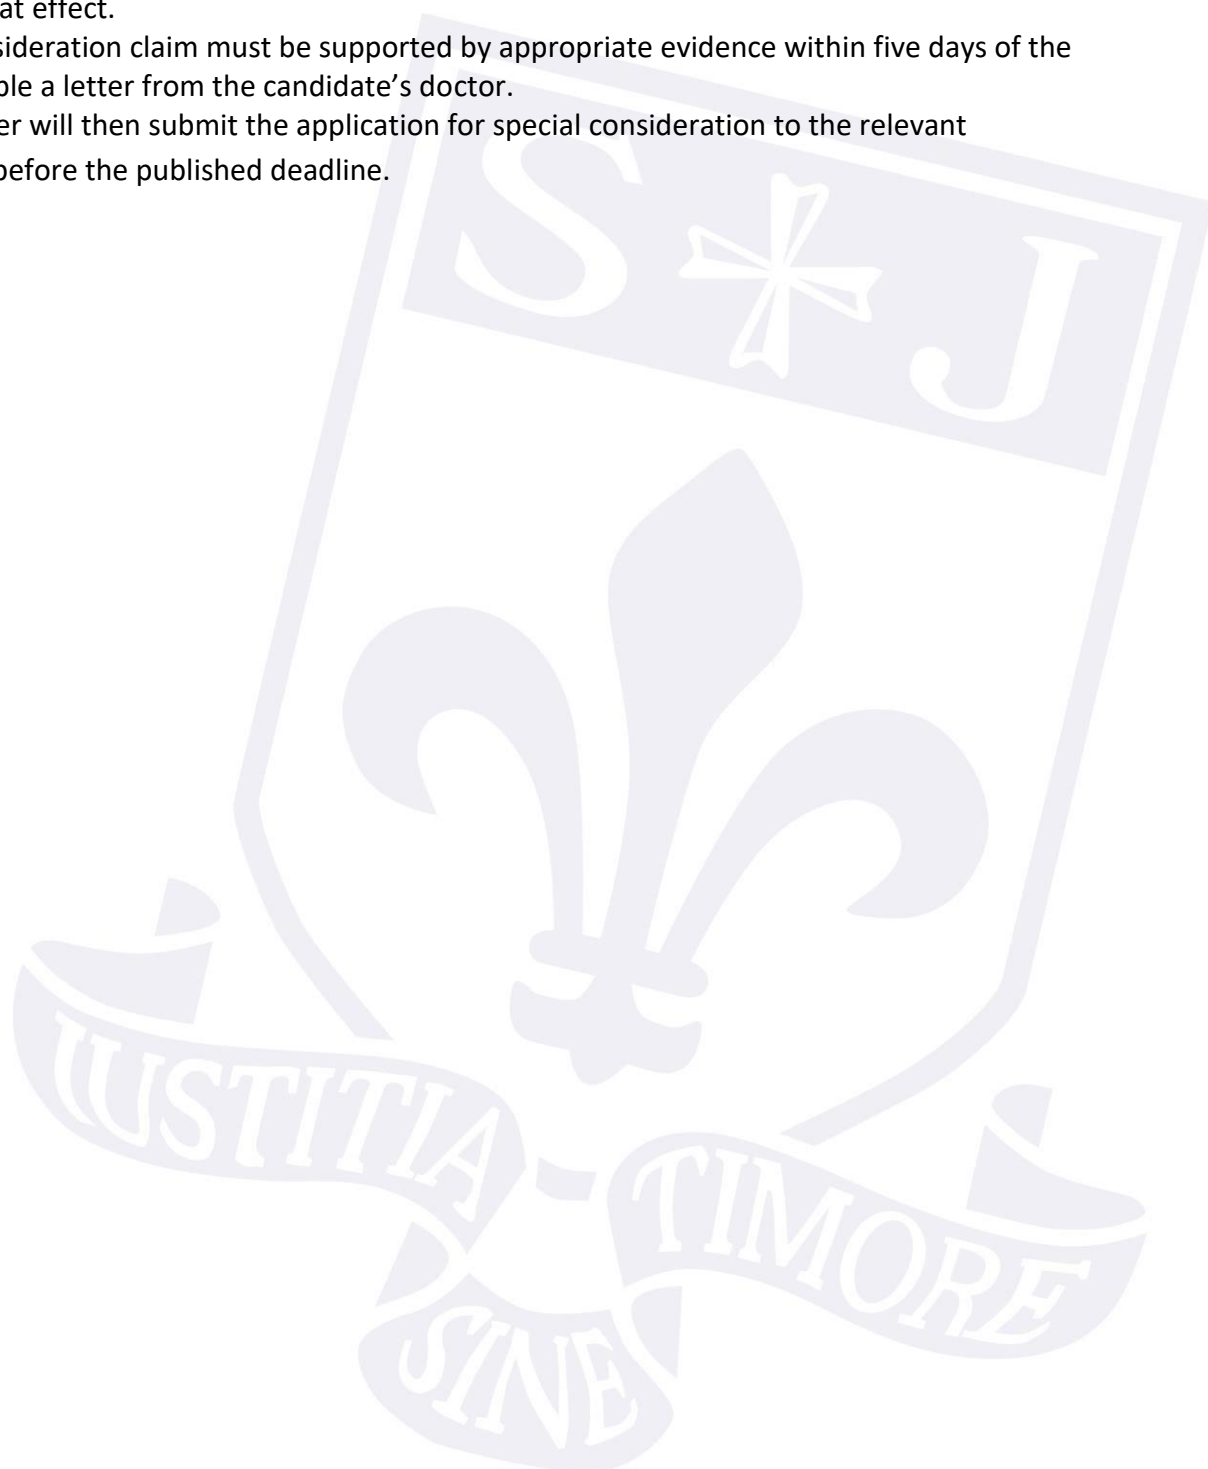 at effect.
sideration claim must be supported by appropriate evidence within five days of the
ble a letter from the candidate’s doctor.
er will then submit the application for special consideration to the relevant
before the published deadline.
S J
IUSTITIA
TIMORE
SINE